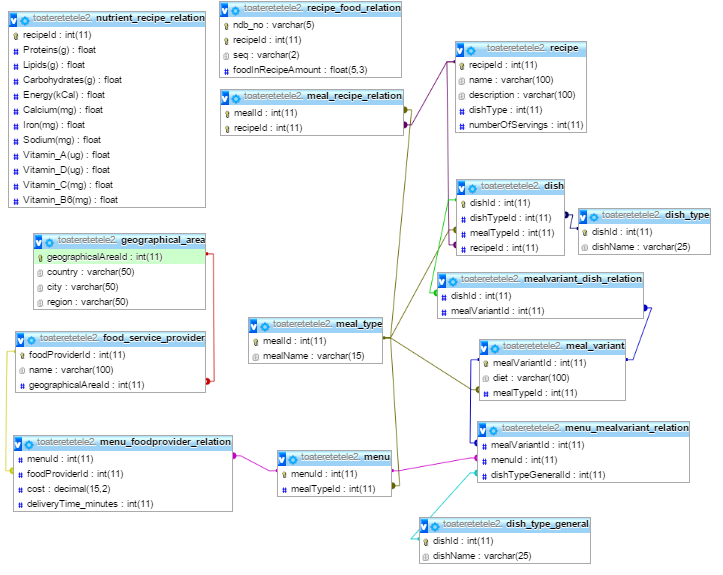 toateretetele2. nutrient_recipe_relation
recipeId : int(11)
Proteins(g) : float
Lipids(g) : float
Carbohydrates(g) : float
Energy(kCal) : float
Calcium(mg) : float
Iron(mg) : float
Sodium(mg) : float
Vitamin_A(ug) : float
Vitamin_D(ug) : float
Vitamin_C(mg) : float
Vitamin_B6(mg) : float
toateretetele2. recipe_food_relation
ndb_no : varchar(5)
recipeId : int(11)
seq : varchar(2)
foodInRecipeAmount : float(5,3)
toateretetele2. meal_recipe_relation
mealId : int(11)
recipeId : int(11)
toateretetele2. recipe
recipeId : int(11)
name : varchar(100)
description : varchar(100)
dishType : int(11)
numberOfServings : int(11)
toateretetele2. dish
dishId : int(11)
dishTypeId : int(11)
mealTypeId : int(11)
recipeId : int(11)
toateretetele2. dish_type
dishId : int(11)
dishName : varchar(25)
toateretetele2. geographical_area
geographicalAreaId : int(11)
country : varchar(50)
city : varchar(50)
region : varchar(50)
toateretetele2. mealvariant_dish_relation
dishId : int(11)
mealVariantId : int(11)
toateretetele2. food_service_provider
foodProviderId : int(11)
name : varchar(100)
geographicalAreaId : int(11)
toateretetele2. meal_type
mealId : int(11)
mealName : varchar(15)
toateretetele2. meal_variant
mealVariantId : int(11)
diet : varchar(100)
mealTypeId : int(11)
toateretetele2. menu_foodprovider_relation
menuId : int(11)
foodProviderId : int(11)
cost : decimal(15,2)
deliveryTime_minutes : int(11)
toateretetele2. menu
menuId : int(11)
mealTypeId : int(11)
toateretetele2. menu_mealvariant_relation
mealVariantId : int(11)
menuId : int(11)
dishTypeGeneralId : int(11)
toateretetele2. dish_type_general
dishId : int(11)
dishName : varchar(25)